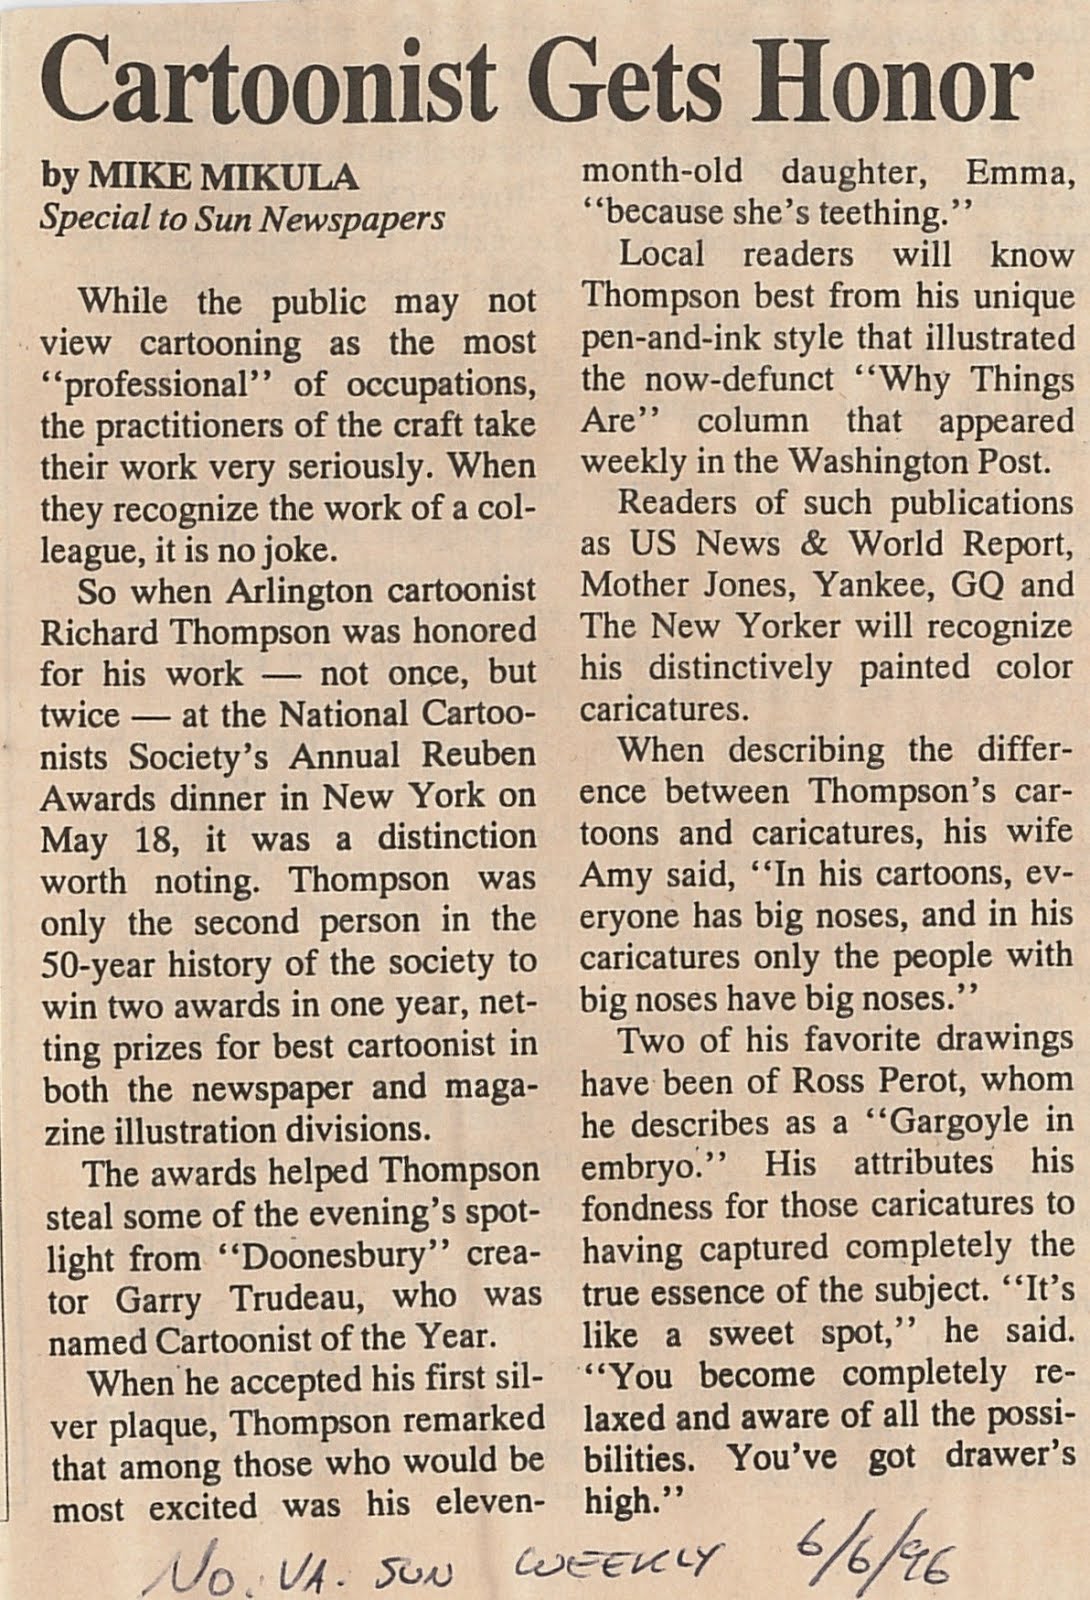 Cartoonist Gets Honor
by MIKE MIKULA
Special to Sun Newspapers
While the public may not
view cartooning as the most
‘‘professional’’ of occupations,
the practitioners of the craft take
their work very seriously. When
they recognize the work of a col-
league, it is no joke.
So when Arlington cartoonist
Richard Thompson was honored
for his work — not once, but
twice — at the National Cartoo-
nists Society's Annual Reuben
Awards dinner in New York on
May 18, it was a distinction
worth noting. Thompson was
only the second person in the
50-year history of the society to
win two awards in one year, net-
ting prizes for best cartoonist in
both the newspaper and maga-
zine illustration divisions.
The awards helped Thompson
steal some of the evening's spot-
light from ‘‘Doonesbury’’ crea-
tor Garry Trudeau, who was
named Cartoonist of the Year.
When he accepted his first sil-
ver plaque, Thompson remarked
that among those who would be
most excited was his eleven-
month-old daughter, Emma,
‘‘because she's teething.’’
Local readers will know
Thompson best from his unique
pen-and-ink style that illustrated
the now-defunct ‘‘Why Things
Are’’ column that appeared
weekly in the Washington Post.
Readers of such publications
as US News & World Report,
Mother Jones, Yankee, GQ and
The New Yorker will recognize
his distinctively painted color
caricatures.
When describing the differ-
ence between Thompson's car-
toons and caricatures, his wife
Amy said, ‘‘In his cartoons, ev-
eryone has big noses, and in his
caricatures only the people with
big noses have big noses.’’
Two of his favorite drawings
have been of Ross Perot, whom
he describes as a ‘‘Gargoyle in
embryo.’’ His attributes his
fondness for those caricatures to
having captured completely the
true essence of the subject. ‘‘It's
like a sweet spot,’’ he said.
‘‘You become completely re-
laxed and aware of all the possi-
bilities. You've got drawer's
high.’’
No. VA. SUN WEEKLY 6/6/96